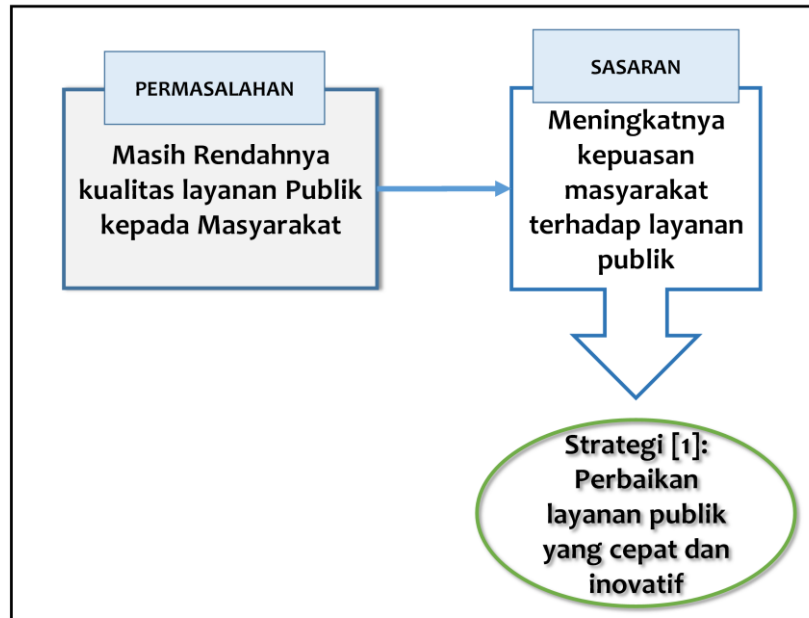 PERMASALAHAN
Masih Rendahnya
kualitas layanan Publik
kepada Masyarakat
SASARAN
Meningkatnya
kepuasan
masyarakat
terhadap layanan
publik
Strategi [1]:
Perbaikan
layanan publik
yang cepat dan
inovatif